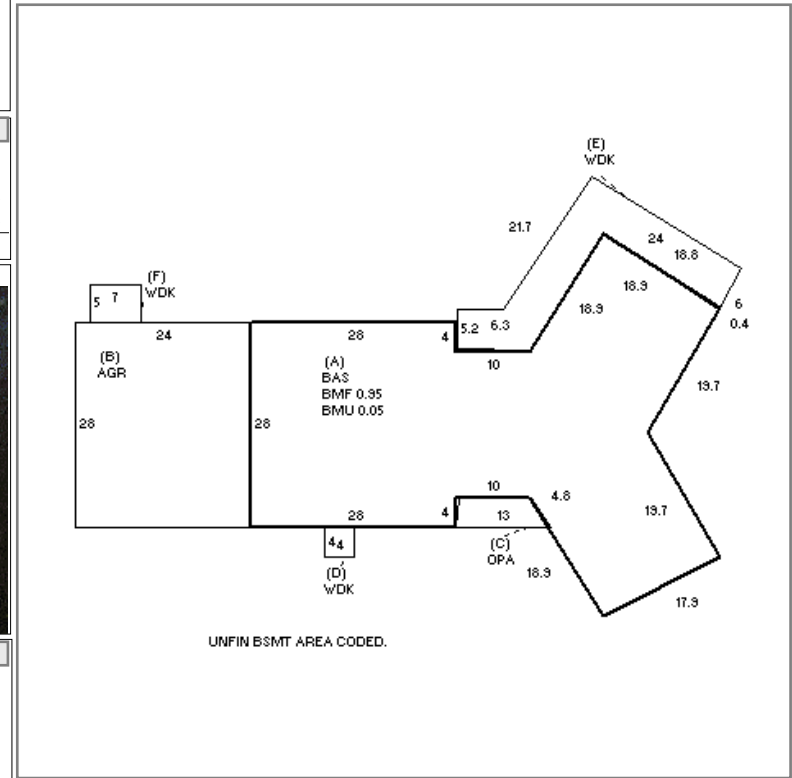 (E)
WDK
21.7
24
18.8
18.9
18.9
6
0.4
(F)
WDK
5 7
24
28
4
5.2 6.3
10
(B)
AGR
(A)
BAS
BMF 0.95
BMU 0.05
28
28
19.7
10
4.8
4
13
28
19.7
(C)
OPA
4 4
(D)
WDK
18.9
17.9
UNFIN BSMT AREA CODED.